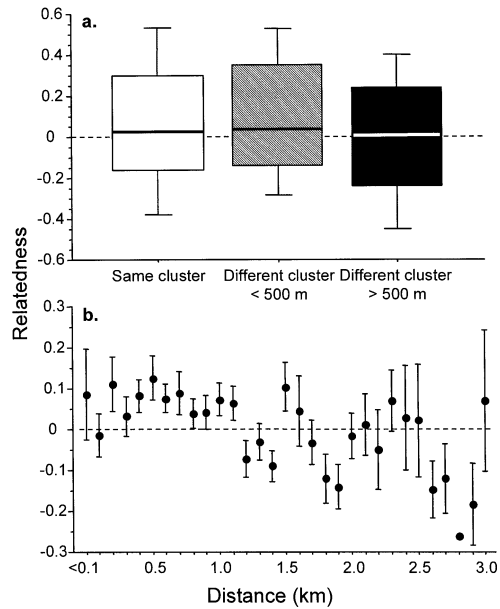 a.
0.6
0.4
0.2
0
-0.2
-0.4
-0.6
Same cluster
Different cluster
< 500 m
Different cluster
> 500 m
Relatedness
b.
0.3
0.2
0.1
0
-0.1
-0.2
-0.3
<0.1 0.5 1.0 1.5 2.0 2.5 3.0
Distance (km)